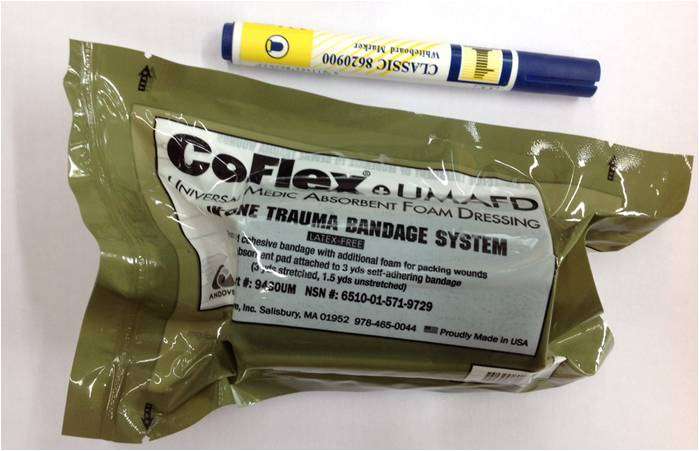 CLASSIC 8620900
Whiteboard Marker
CoFlex® + UMAFD
UNIVERSAL MEDIC ABSORBENT FOAM DRESSING
TRAUMA BANDAGE SYSTEM
LATEX-FREE
cohesive bandage with additional foam for packing wounds
absorbent pad attached to 3 yds self-adhering bandage
(3 yds stretched, 1.5 yds unstretched)
#: 9460UM NSN #: 6510-01-571-9729
Inc. Salisbury, MA 01952 978-465-0044 Proudly Made in USA
ANDOVE